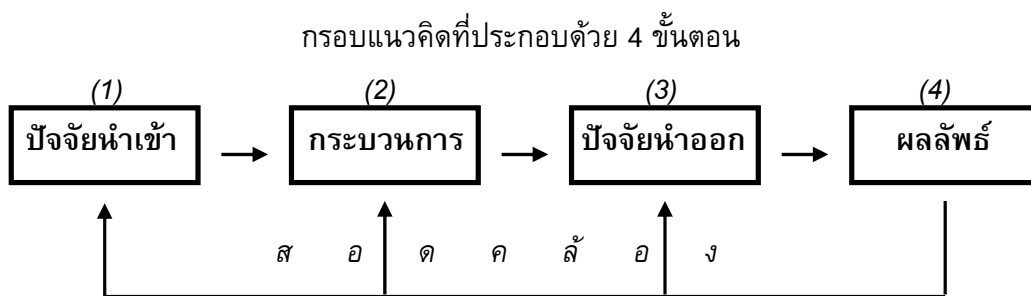 กรอบแนวคิดที่ประกอบด้วย 4 ขั้นตอน
(1) (2) (3) (4)
ปัจจัยนำเข้า กระบวนการ ปัจจัยนำออก ผลลัพธ์
ส อ ด ค ล้ อ ง